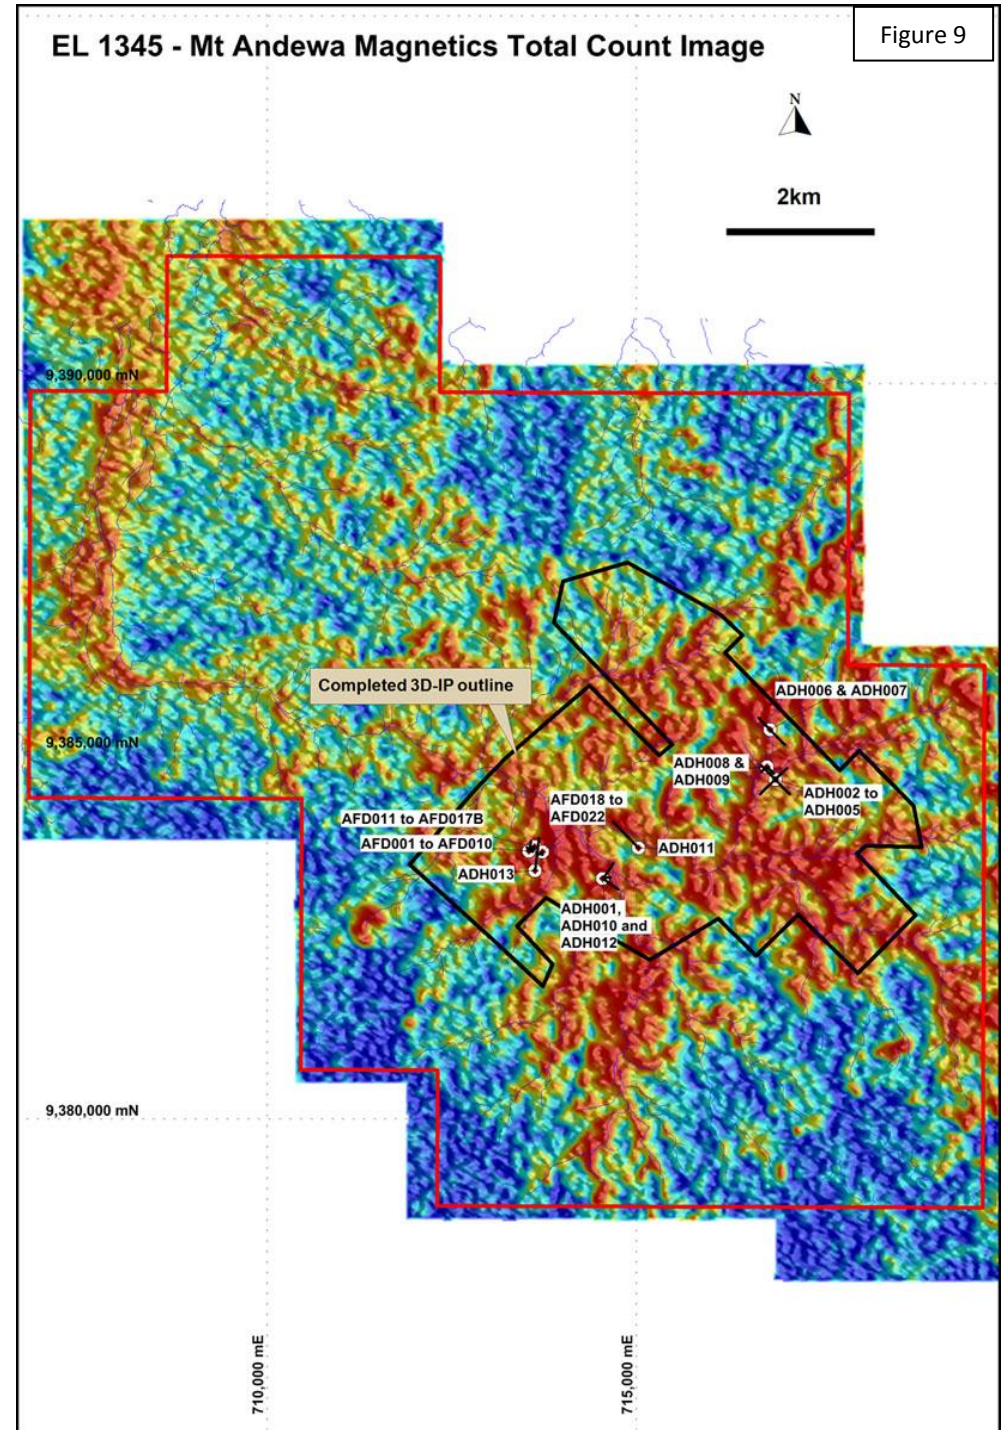 EL 1345 - Mt Andewa Magnetics Total Count Image
Figure 9
N
2km
9,390,000 mN
Completed 3D-IP outline
ADH006 & ADH007
9,385,000 mN
ADH008 &
ADH009
ADH002 to
ADH005
AFD018 to
AFD022
AFD011 to AFD017B
AFD001 to AFD010
ADH011
ADH013
ADH001,
ADH010 and
ADH012
9,380,000 mN
710,000 mE
715,000 mE